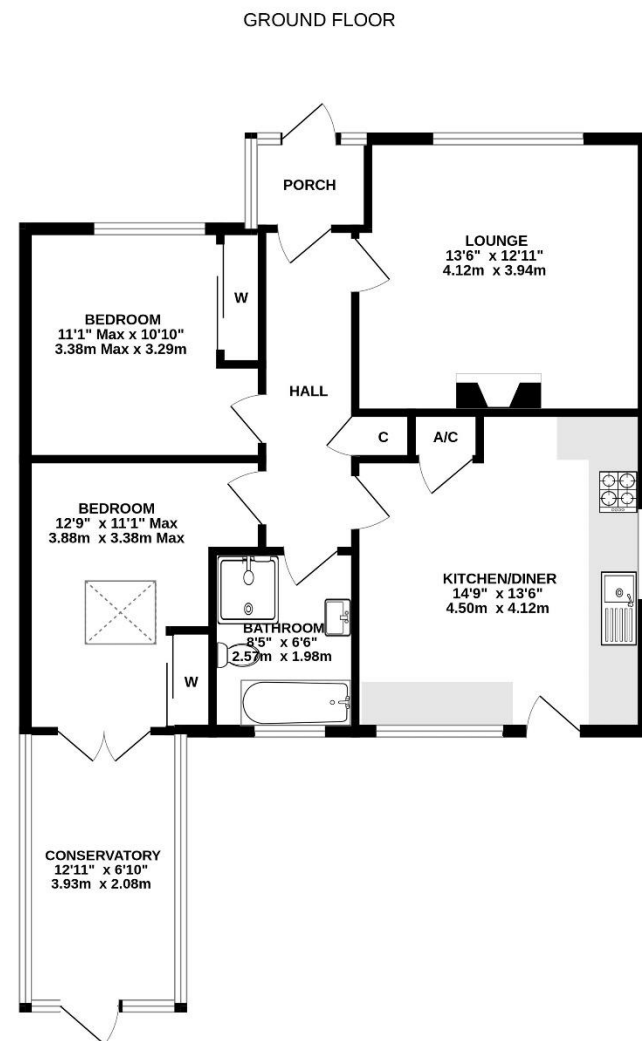 GROUND FLOOR
PORCH
LOUNGE
13'6" x 12'11"
4.12m x 3.94m
BEDROOM
11'1" Max x 10'10"
3.38m Max x 3.29m
W
HALL
C
A/C
BEDROOM
12'9" x 11'1" Max
3.88m x 3.38m Max
KITCHEN/DINER
14'9" x 13'6"
4.50m x 4.12m
BATHROOM
8'5" x 6'6"
2.57m x 1.98m
W
CONSERVATORY
12'11" x 6'10"
3.93m x 2.08m